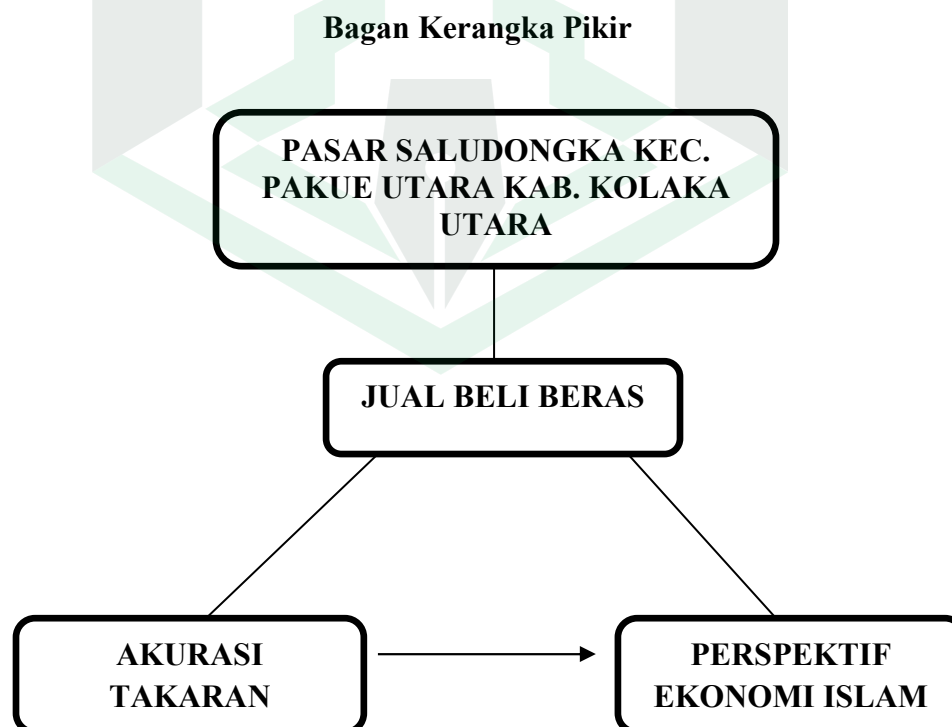 Bagan Kerangka Pikir
PASAR SALUDONGKA KEC.
PAKUE UTARA KAB. KOLAKA
UTARA
JUAL BELI BERAS
AKURASI
TAKARAN
PERSPEKTIF
EKONOMI ISLAM